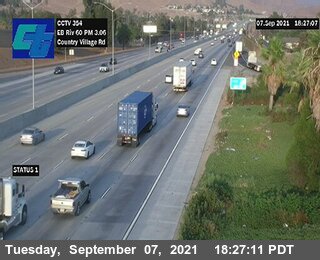 CCTV 354
EB Riv 60 PM 3.06
Country Village Rd
07.Sep 2021 18:27:07
STATUS 1
Tuesday, September 07, 2021 18:27:11 PDT